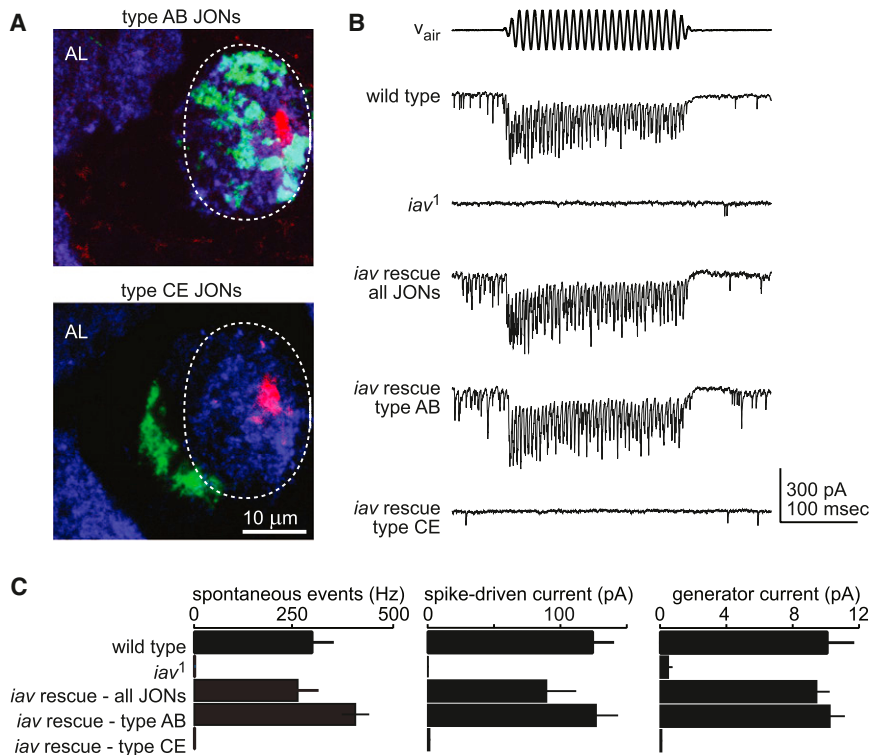 A
type AB JONs
AL
type CE JONs
AL
10 μm
B
vair
wild type
iav1
iav rescue
all JONs
iav rescue
type AB
iav rescue
type CE
300 pA
100 msec
C
spontaneous events (Hz)
0 250 500
spike-driven current (pA)
0 100
generator current (pA)
0 4 8 12
wild type
iav1
iav rescue - all JONs
iav rescue - type AB
iav rescue - type CE